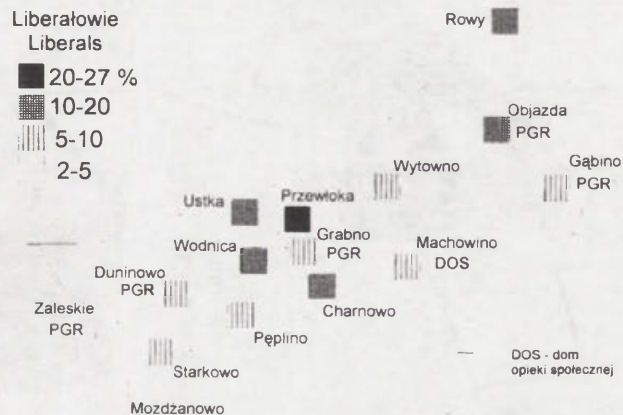 Liberałowie
Liberals
20-27 %
10-20
5-10
2-5
Rowy
Objazda
PGR
Gąbino
PGR
Wytowno
Ustka
Przewłoka
Grabno
PGR
Machowino
DOS
Wodnica
Duninowo
PGR
Charnowo
Zaleskie
PGR
Pęplino
Starkowo
DOS - dom
opieki społecznej
Mozdżanowo